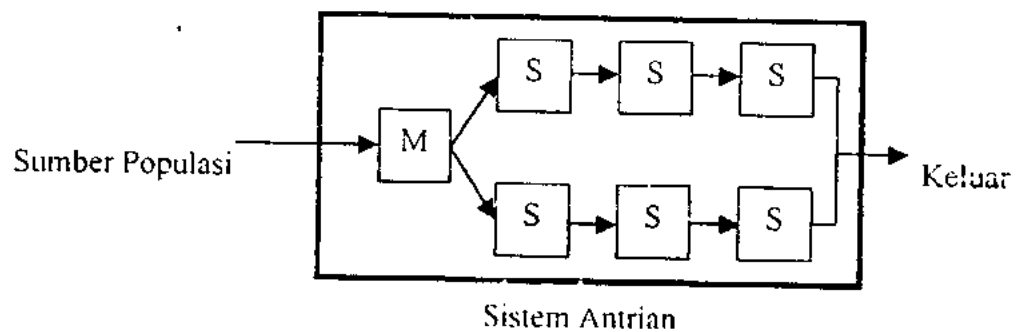 S S S
M
Sumber Populasi
Keluar
S S S
Sistem Antrian